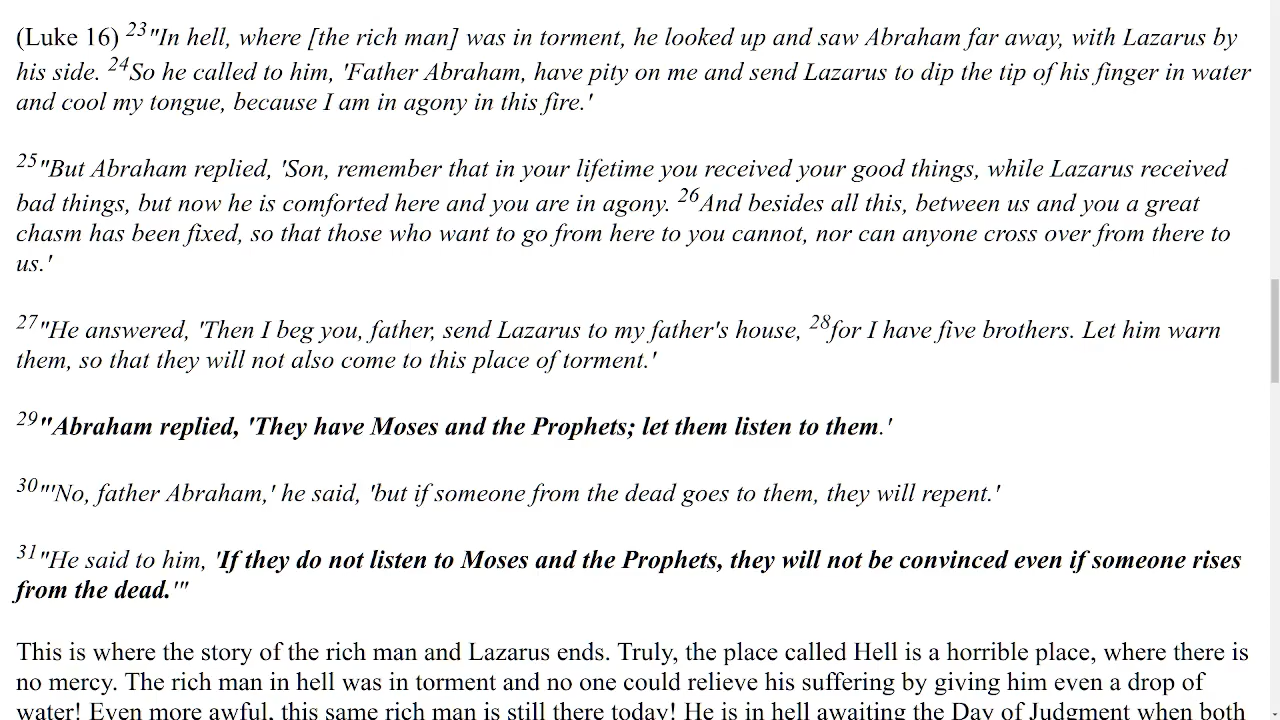 (Luke 16) 23"In hell, where [the rich man] was in torment, he looked up and saw Abraham far away, with Lazarus by
his side. 24So he called to him, 'Father Abraham, have pity on me and send Lazarus to dip the tip of his finger in water
and cool my tongue, because I am in agony in this fire.'
25"But Abraham replied, 'Son, remember that in your lifetime you received your good things, while Lazarus received
bad things, but now he is comforted here and you are in agony. 26And besides all this, between us and you a great
chasm has been fixed, so that those who want to go from here to you cannot, nor can anyone cross over from there to
us.'
27"He answered, 'Then I beg you, father, send Lazarus to my father's house, 28for I have five brothers. Let him warn
them, so that they will not also come to this place of torment.'
29"Abraham replied, 'They have Moses and the Prophets; let them listen to them.'
30"'No, father Abraham,' he said, 'but if someone from the dead goes to them, they will repent.'
31"He said to him, 'If they do not listen to Moses and the Prophets, they will not be convinced even if someone rises
from the dead.'"
This is where the story of the rich man and Lazarus ends. Truly, the place called Hell is a horrible place, where there is
no mercy. The rich man in hell was in torment and no one could relieve his suffering by giving him even a drop of
water! Even more awful, this same rich man is still there today! He is in hell awaiting the Day of Judgment when both